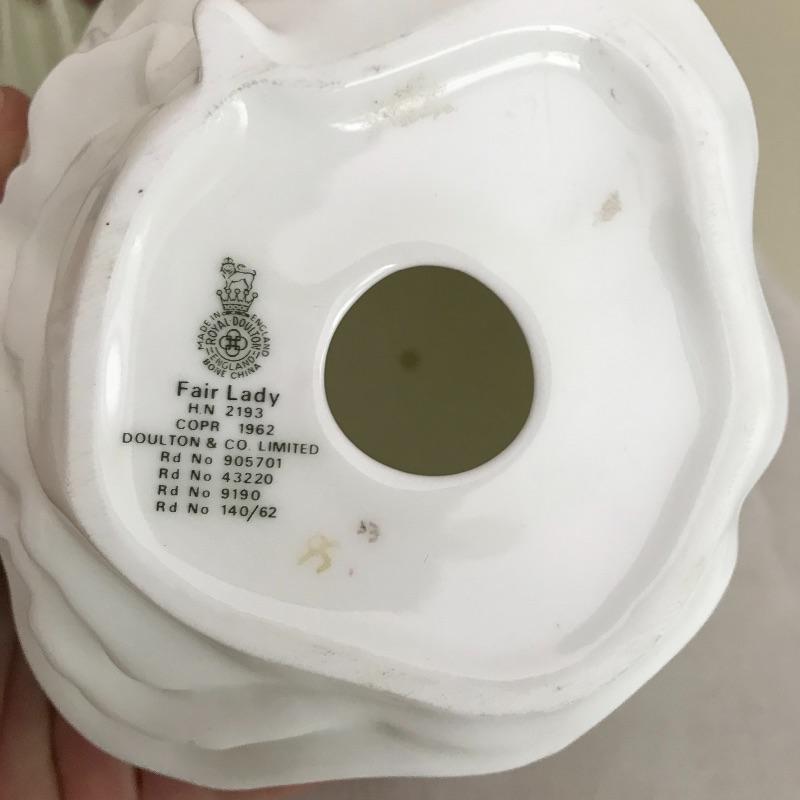 MADE IN ENGLAND
ROYAL DOULTON
ENGLAND
BONE CHINA
Fair Lady
H.N 2193
COPR 1962
DOULTON & CO. LIMITED
Rd No 905701
Rd No 43220
Rd No 9190
Rd No 140/62